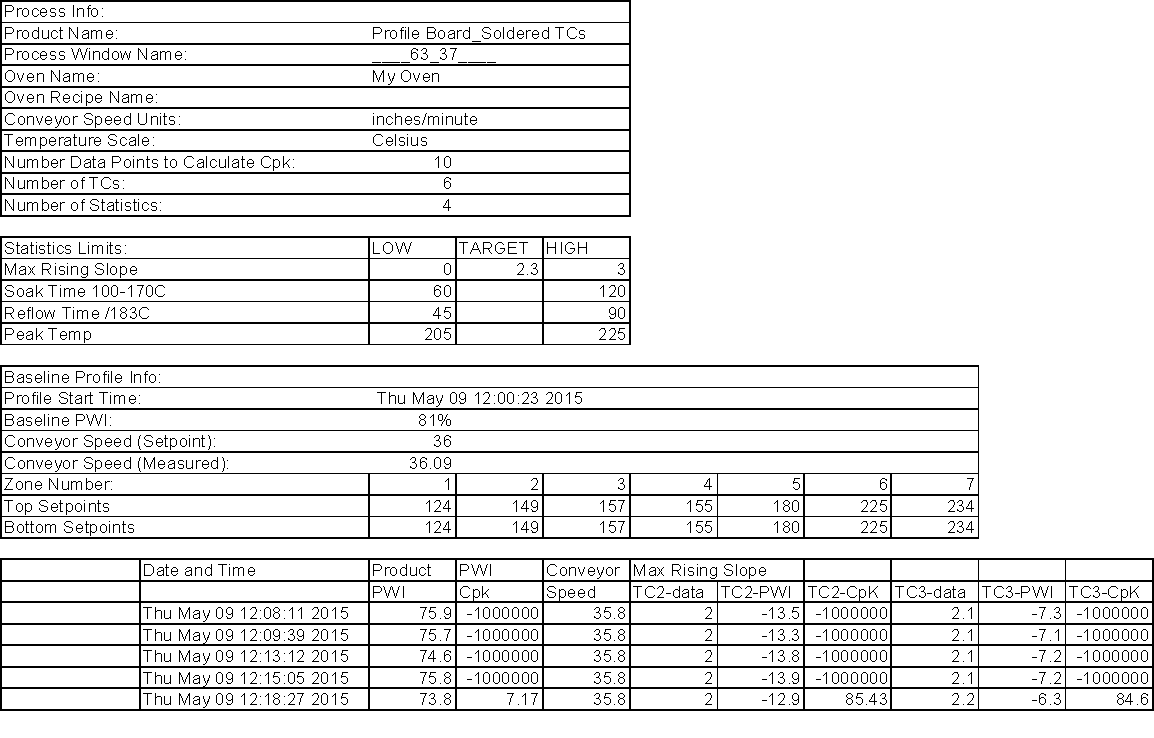 Process Info:
Product Name: Profile Board_Soldered TCs
Process Window Name: ____63_37____
Oven Name: My Oven
Oven Recipe Name:
Conveyor Speed Units: inches/minute
Temperature Scale: Celsius
Number Data Points to Calculate Cpk: 10
Number of TCs: 6
Number of Statistics: 4
Statistics Limits: LOW TARGET HIGH
Max Rising Slope 0 2.3 3
Soak Time 100-170C 60 120
Reflow Time /183C 45 90
Peak Temp 205 225
Baseline Profile Info:
Profile Start Time: Thu May 09 12:00:23 2015
Baseline PWI: 81%
Conveyor Speed (Setpoint): 36
Conveyor Speed (Measured): 36.09
Zone Number: 1 2 3 4 5 6 7
Top Setpoints 124 149 157 155 180 225 234
Bottom Setpoints 124 149 157 155 180 225 234
Date and Time Product PWI Conveyor Max Rising Slope
PWI Cpk Speed TC2-data TC2-PWI TC2-CpK TC3-data TC3-PWI TC3-CpK
Thu May 09 12:08:11 2015 75.9 -1000000 35.8 2 -13.5 -1000000 2.1 -7.3 -1000000
Thu May 09 12:09:39 2015 75.7 -1000000 35.8 2 -13.3 -1000000 2.1 -7.1 -1000000
Thu May 09 12:13:12 2015 74.6 -1000000 35.8 2 -13.8 -1000000 2.1 -7.2 -1000000
Thu May 09 12:15:05 2015 75.8 -1000000 35.8 2 -13.9 -1000000 2.1 -7.2 -1000000
Thu May 09 12:18:27 2015 73.8 7.17 35.8 2 -12.9 85.43 2.2 -6.3 84.6